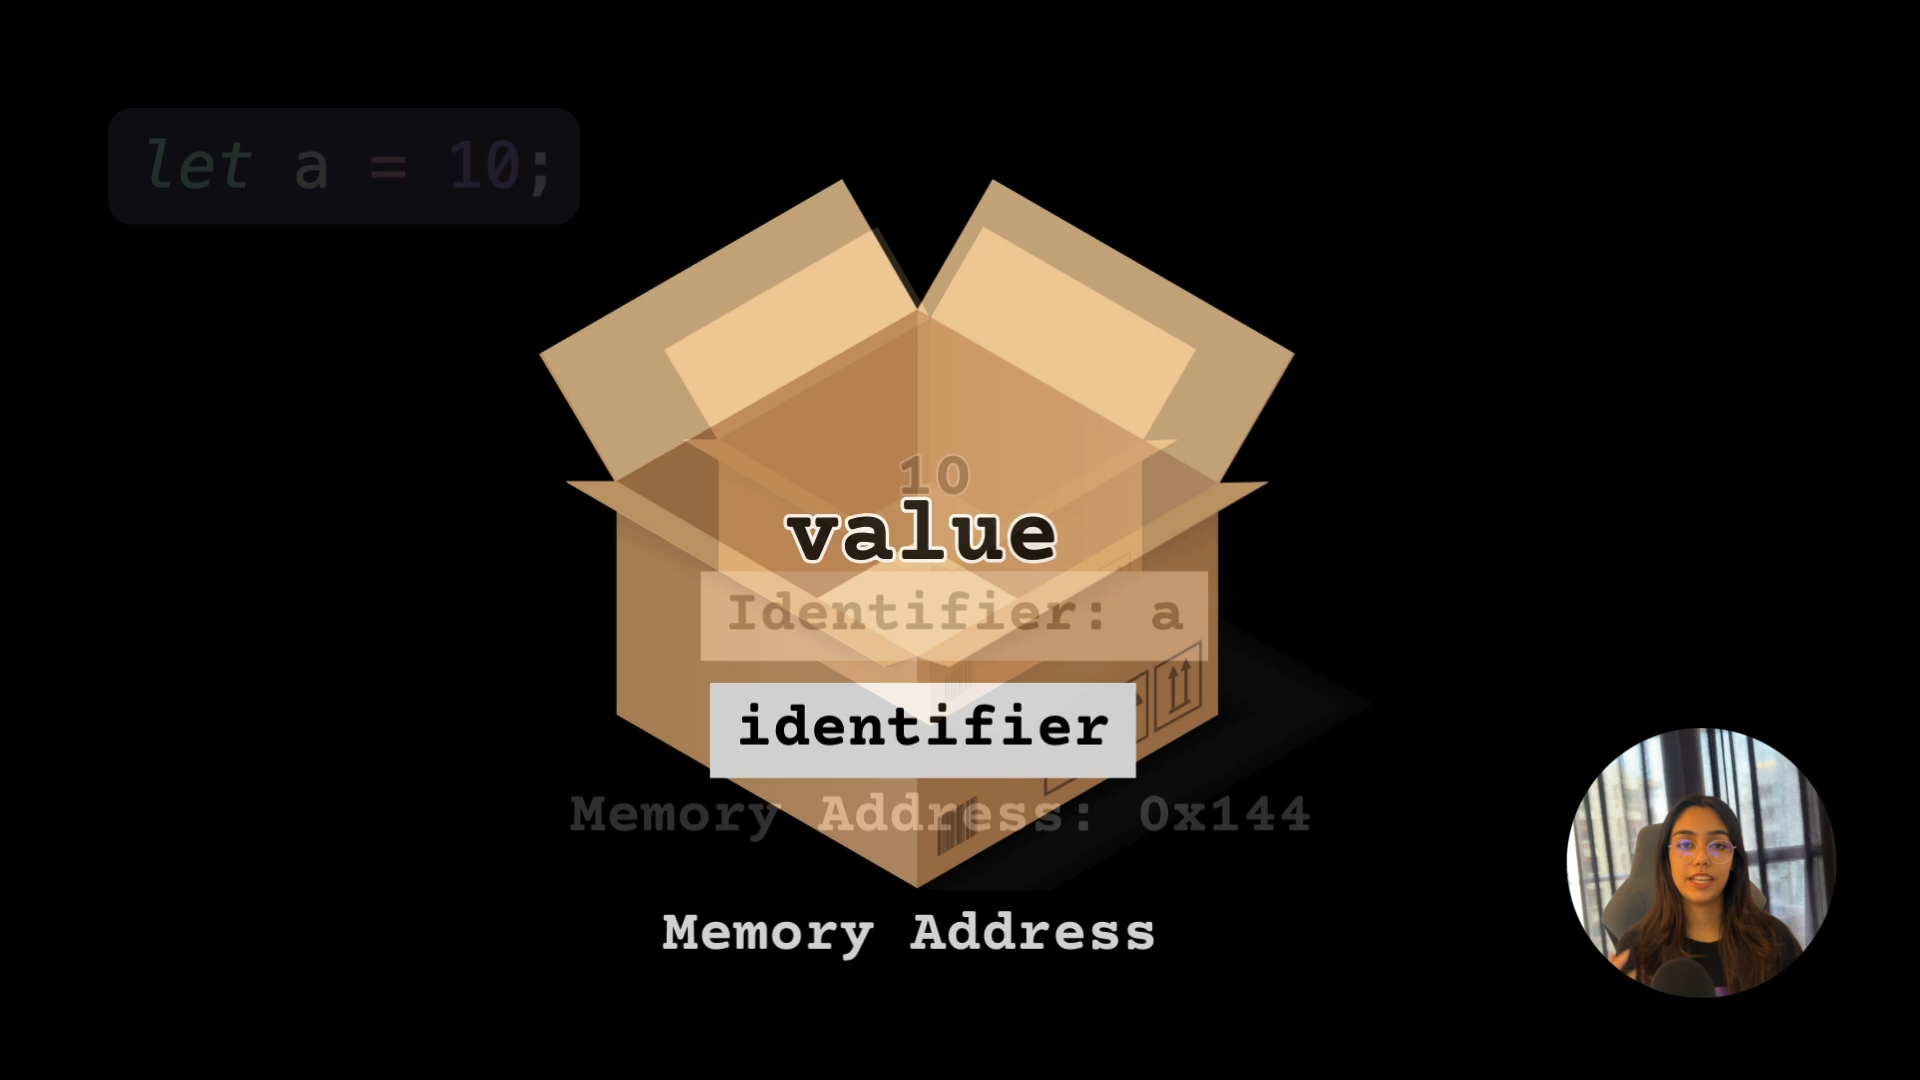 let a = 10;
10
value
Identifier: a
identifier
Memory Address: 0x144
Memory Address